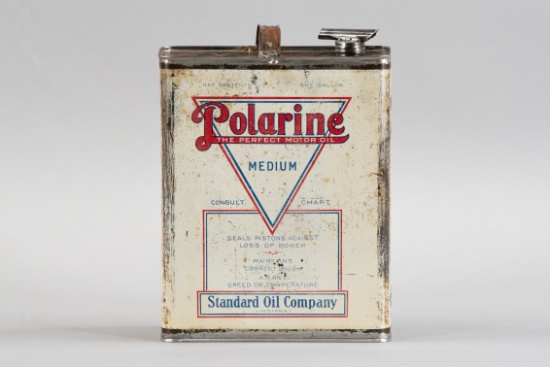 NET CONTENTS ONE GALLON
Polarine
THE PERFECT MOTOR OIL
MEDIUM
CONSULT CHART
SEALS PISTONS AGAINST
LOSS OF POWER
MAINTAINS
CORRECT
AT ANY
SPEED OR TEMPERATURE
Standard Oil Company
(INDIANA)